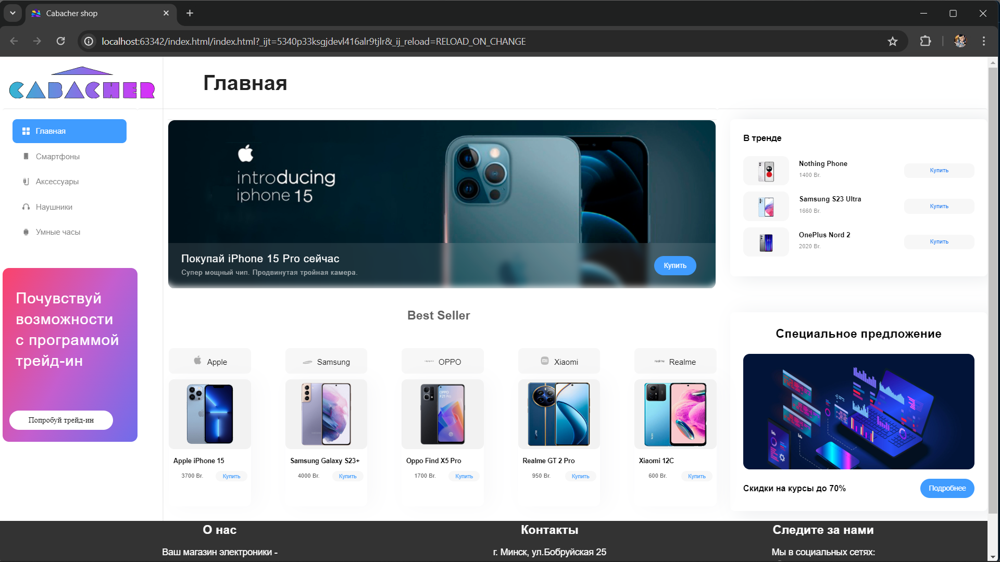 Cabacher shop
localhost:63342/index.html/index.html?_ijt=5340p33ksgjdevl416alr9tjlr&_ij_reload=RELOAD_ON_CHANGE
CABACHER
Главная
Главная
Смартфоны
Аксессуары
Наушники
Умные часы
Почувствуй
возможности
с программой
трейд-ин
Попробуй трейд-ин
introducing
iphone 15
Покупай iPhone 15 Pro сейчас
Супер мощный чип. Продвинутая тройная камера.
Купить
В тренде
Nothing Phone
1400 Br.
Купить
Samsung S23 Ultra
1660 Br.
Купить
OnePlus Nord 2
2020 Br.
Купить
Best Seller
Apple
Samsung
OPPO
Xiaomi
realme Realme
OPPO
F21 Pro
Apple iPhone 15
3700 Br. Купить
Samsung Galaxy S23+
4000 Br. Купить
Oppo Find X5 Pro
1700 Br. Купить
Realme GT 2 Pro
950 Br. Купить
Xiaomi 12C
600 Br. Купить
Специальное предложение
Скидки на курсы до 70%
Подробнее
О нас
Ваш магазин электроники -
Контакты
г. Минск, ул.Бобруйская 25
Следите за нами
Мы в социальных сетях: